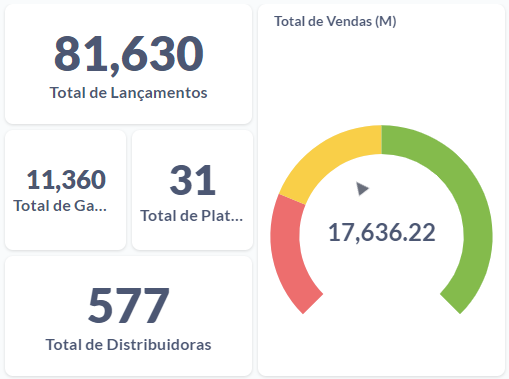 81,630
Total de Lançamentos
11,360
Total de Ga...
31
Total de Plat...
577
Total de Distribuidoras
Total de Vendas (M)
17,636.22